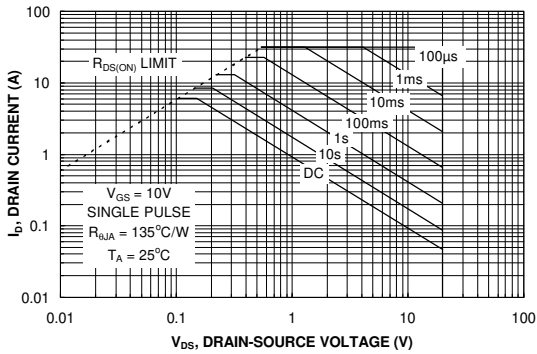 100
10
1
0.1
0.01
I_D, DRAIN CURRENT (A)
R_DS(ON) LIMIT
100µs
1ms
10ms
100ms
1s
10s
DC
V_GS = 10V
SINGLE PULSE
R_θJA = 135°C/W
T_A = 25°C
0.01
0.1
1
10
100
V_DS, DRAIN-SOURCE VOLTAGE (V)